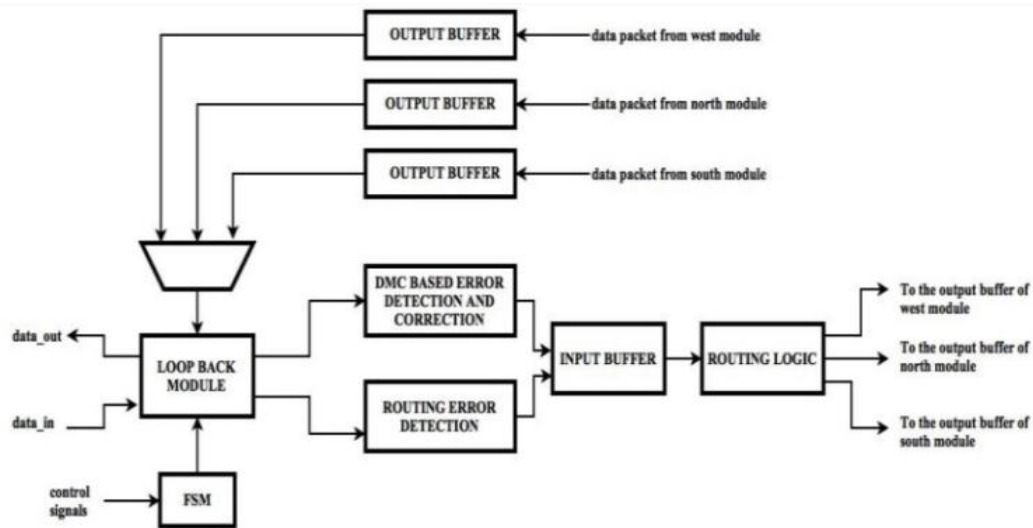 OUTPUT BUFFER
data packet from west module
OUTPUT BUFFER
data packet from north module
OUTPUT BUFFER
data packet from south module
DMC BASED ERROR
DETECTION AND
CORRECTION
data_out
LOOP BACK
MODULE
data_in
ROUTING ERROR
DETECTION
INPUT BUFFER
ROUTING LOGIC
To the output buffer of
west module
To the output buffer of
north module
To the output buffer of
south module
control
signals
FSM